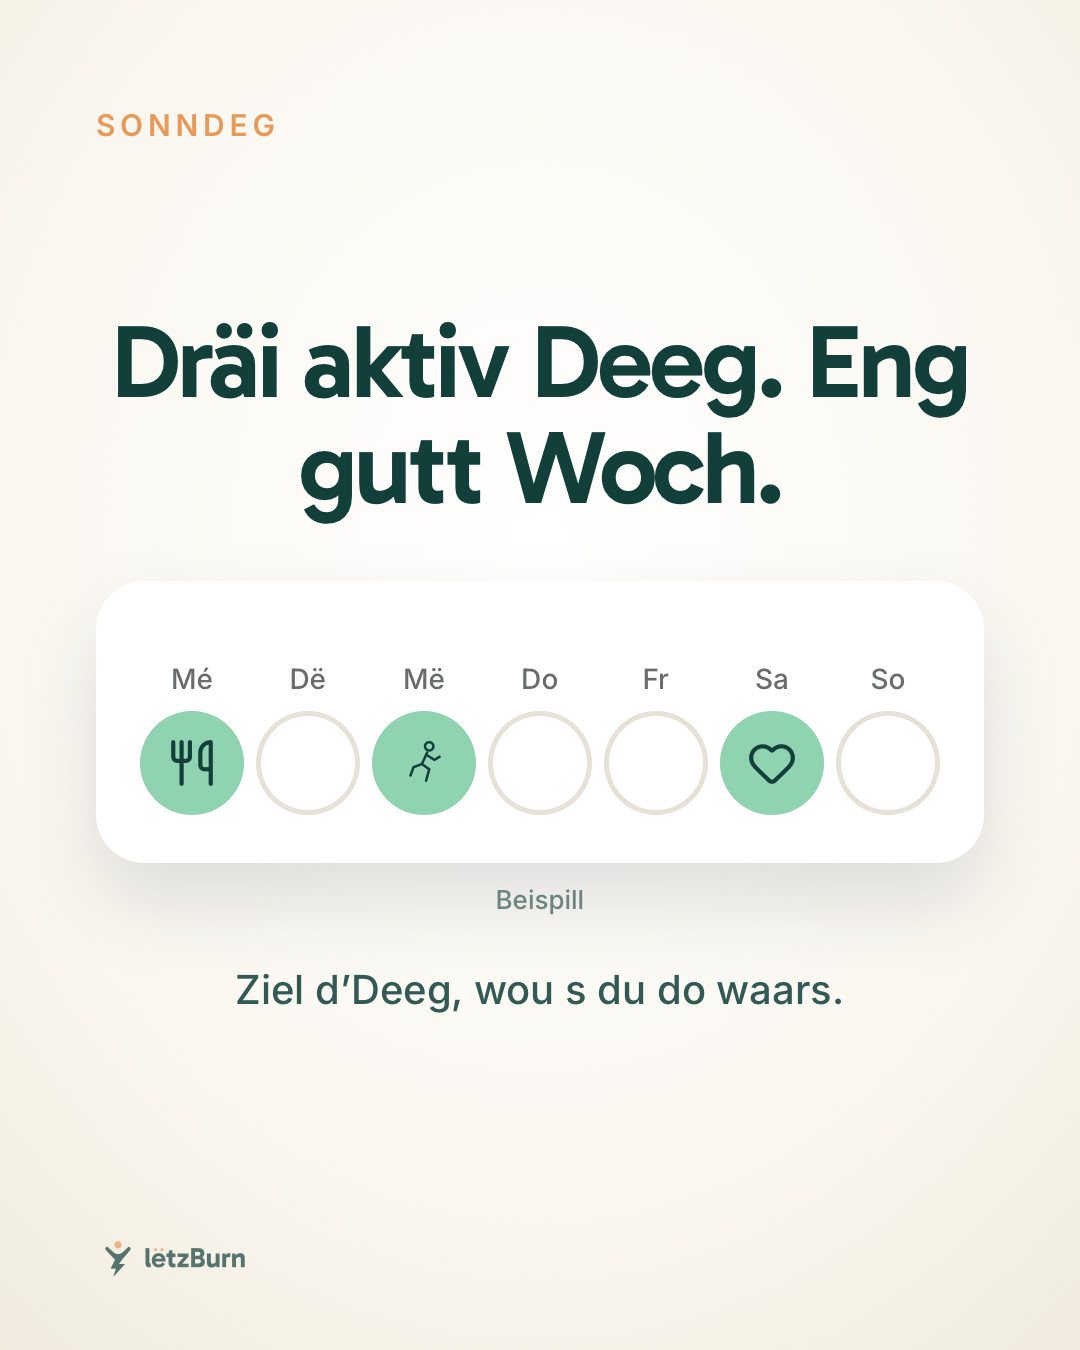 SONNDEG
Dräi aktiv Deeg. Eng
gutt Woch.
Mé Dë Më Do Fr Sa So
Beispill
Ziel d’Deeg, wou s du do waars.
lëtzBurn